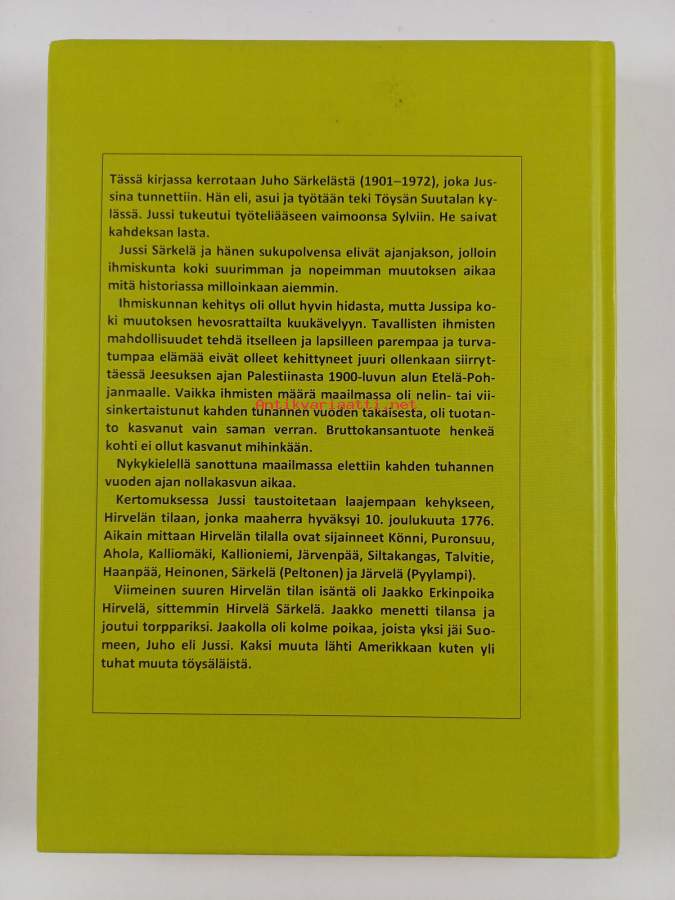 Tässä kirjassa kerrotaan Juho Särkelästä (1901–1972), joka Jus-
sina tunnettiin. Hän eli, asui ja työtään teki Töysän Suutalan ky-
lässä. Jussi tukeutui työteliääseen vaimoonsa Sylviin. He saivat
kahdeksan lasta.
Jussi Särkelä ja hänen sukupolvensa elivät ajanjakson, jolloin
ihmiskunta koki suurimman ja nopeimman muutoksen aikaa
mitä historiassa milloinkaan aiemmin.
Ihmiskunnan kehitys oli ollut hyvin hidasta, mutta Jussipa ko-
ki muutoksen hevosrattailta kuukävelyyn. Tavallisten ihmisten
mahdollisuudet tehdä itselleen ja lapsilleen parempaa ja turva-
tumpaa elämää eivät olleet kehittyneet juuri ollenkaan siirryt-
täessä Jeesuksen ajan Palestiinasta 1900-luvun alun Etelä-Poh-
janmaalle. Vaikka ihmisten määrä maailmassa oli nelin- tai vii-
sinkertaistunut kahden tuhannen vuoden takaisesta, oli tuotan-
to kasvanut vain saman verran. Bruttokansantuote henkeä
kohti ei ollut kasvanut mihinkään.
Nykykielellä sanottuna maailmassa elettiin kahden tuhannen
vuoden ajan nollakasvun aikaa.
Kertomuksessa Jussi taustoitetaan laajempaan kehykseen,
Hirvelän tilaan, jonka maaherra hyväksyi 10. joulukuuta 1776.
Aikain mittaan Hirvelän tilalla ovat sijainneet Könni, Puronsuu,
Ahola, Kalliomäki, Kallioniemi, Järvenpää, Siltakangas, Talvitie,
Haanpää, Heinonen, Särkelä (Peltonen) ja Järvelä (Pyylampi).
Viimeinen suuren Hirvelän tilan isäntä oli Jaakko Erkinpoika
Hirvelä, sittemmin Hirvelä Särkelä. Jaakko menetti tilansa ja
joutui torppariksi. Jaakolla oli kolme poikaa, joista yksi jäi Suo-
meen, Juho eli Jussi. Kaksi muuta lähti Amerikkaan kuten yli
tuhat muuta töysäläistä.
Antikvariaatti.net